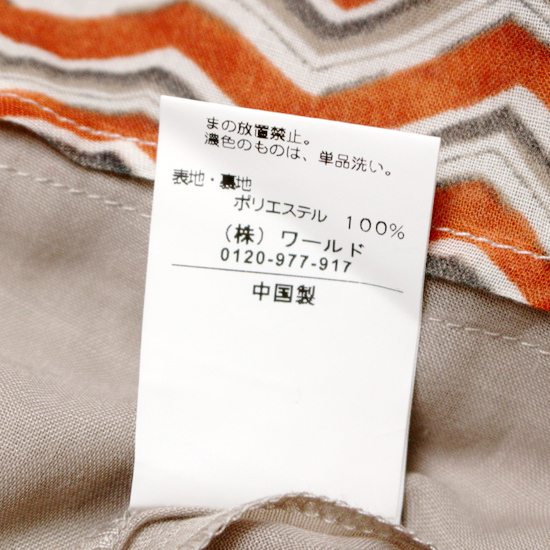 まの放置禁止。
濃色のものは、単品洗い。
表地・裏地
ポリエステル 100%
（株）ワールド
0120-977-917
中国製